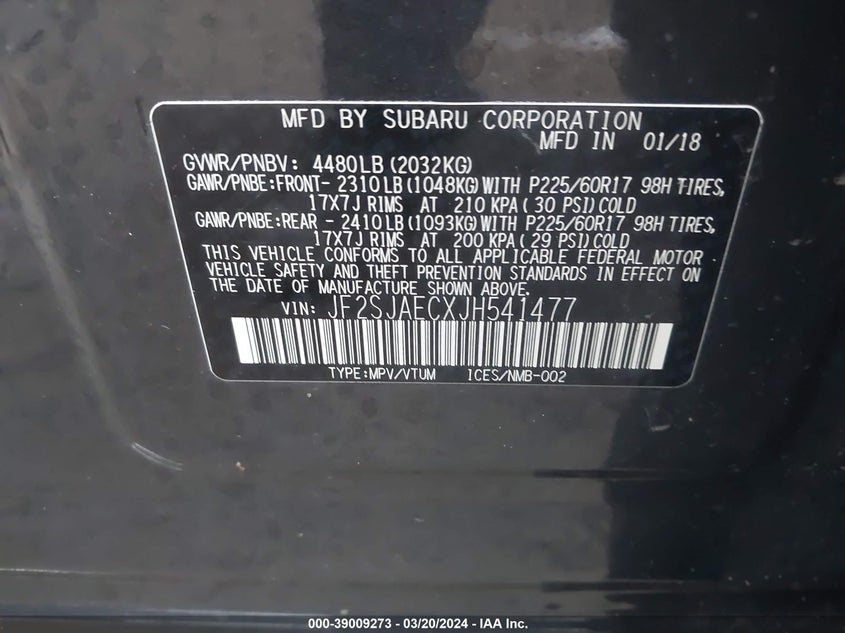 MFD BY SUBARU CORPORATION
MFD IN 01/18
GVWR/PNBV: 4480LB (2032KG)
GAWR/PNBE:FRONT- 2310LB(1048KG)WITH P225/60R17 98H TIRES,
17X7J RIMS AT 210 KPA( 30 PSI)COLD
GAWR/PNBE:REAR - 2410LB(1093KG)WITH P225/60R17 98H TIRES,
17X7J RIMS AT 200 KPA( 29 PSI)COLD
THIS VEHICLE CONFORMS TO ALL APPLICABLE FEDERAL MOTOR
VEHICLE SAFETY AND THEFT PREVENTION STANDARDS IN EFFECT ON
THE DATE OF MANUFACTURE SHOWN ABOVE.
VIN: JF2SJAECXJH541477
TYPE:MPV/VTUM ICES/NMB-002
000-39009273 - 03/20/2024 - IAA Inc.